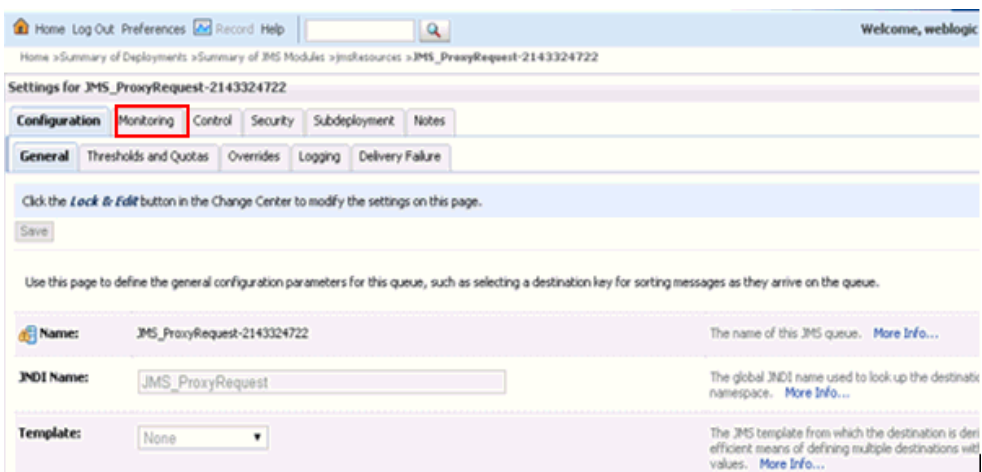 Home Log Out Preferences Record Help Welcome, weblogic
Home >Summary of Deployments >Summary of JMS Modules >jmsResources >JMS_ProxyRequest-2143324722
Settings for JMS_ProxyRequest-2143324722
Configuration Monitoring Control Security Subdeployment Notes
General Thresholds and Quotas Overrides Logging Delivery Failure
Click the Lock & Edit button in the Change Center to modify the settings on this page.
Save
Use this page to define the general configuration parameters for this queue, such as selecting a destination key for sorting messages as they arrive on the queue.
Name: JMS_ProxyRequest-2143324722 The name of this JMS queue. More Info...
JNDI Name: JMS_ProxyRequest The global JNDI name used to look up the destinatio
namespace. More Info...
Template: None The JMS template from which the destination is deri
efficient means of defining multiple destinations with
values. More Info...